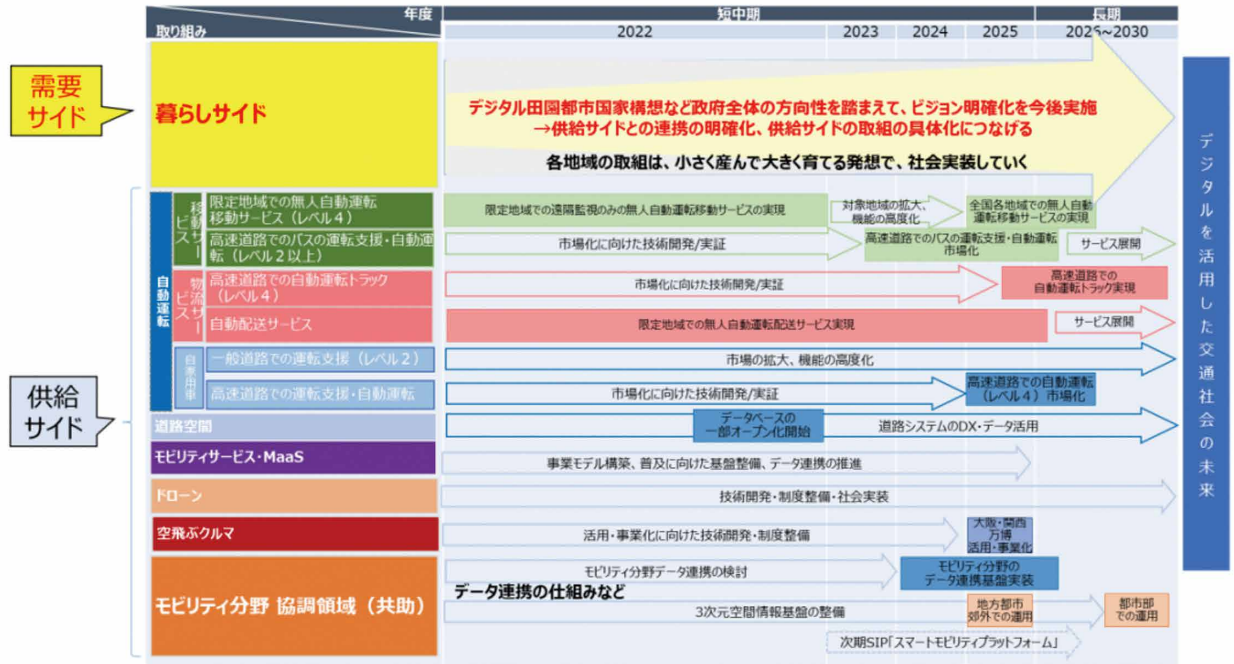 年度
取り組み
短中期
長期
2022
2023
2024
2025
2026~2030
需要
サイド
暮らしサイド
デジタル田園都市国家構想など政府全体の方向性を踏まえて、ビジョン明確化を今後実施
→供給サイドとの連携の明確化、供給サイドの取組の具体化につなげる
各地域の取組は、小さく産んで大きく育てる発想で、社会実装していく
供給
サイド
自動運転
移動サービス
限定地域での無人自動運転
移動サービス(レベル4)
限定地域での遠隔監視のみの無人自動運転移動サービスの実現
対象地域の拡大、
機能の高度化
全国各地域での無人自動
運転移動サービスの実現
高速道路でのバスの運転支援・自動運
転(レベル2以上)
市場化に向けた技術開発/実証
高速道路でのバスの運転支援・自動運転
市場化
サービス展開
物流サービス
高速道路での自動運転トラック
(レベル4)
市場化に向けた技術開発/実証
高速道路での
自動運転トラック実現
自動配送サービス
限定地域での無人自動運転配送サービス実現
サービス展開
自家用車
一般道路での運転支援(レベル2)
市場の拡大、機能の高度化
高速道路での運転支援・自動運転
市場化に向けた技術開発/実証
高速道路での自動運転
(レベル4)市場化
道路空間
データベースの
一部オープン化開始
道路システムのDX・データ活用
モビリティサービス・MaaS
事業モデル構築、普及に向けた基盤整備、データ連携の推進
ドローン
技術開発・制度整備・社会実装
空飛ぶクルマ
活用・事業化に向けた技術開発・制度整備
大阪・関西
万博
活用・事業化
モビリティ分野 協調領域(共助)
モビリティ分野データ連携の検討
モビリティ分野の
データ連携基盤実装
データ連携の仕組みなど
3次元空間情報基盤の整備
地方都市
郊外での運用
都市部
での運用
次期SIP「スマートモビリティプラットフォーム」
デジタルを活用した交通社会の未来